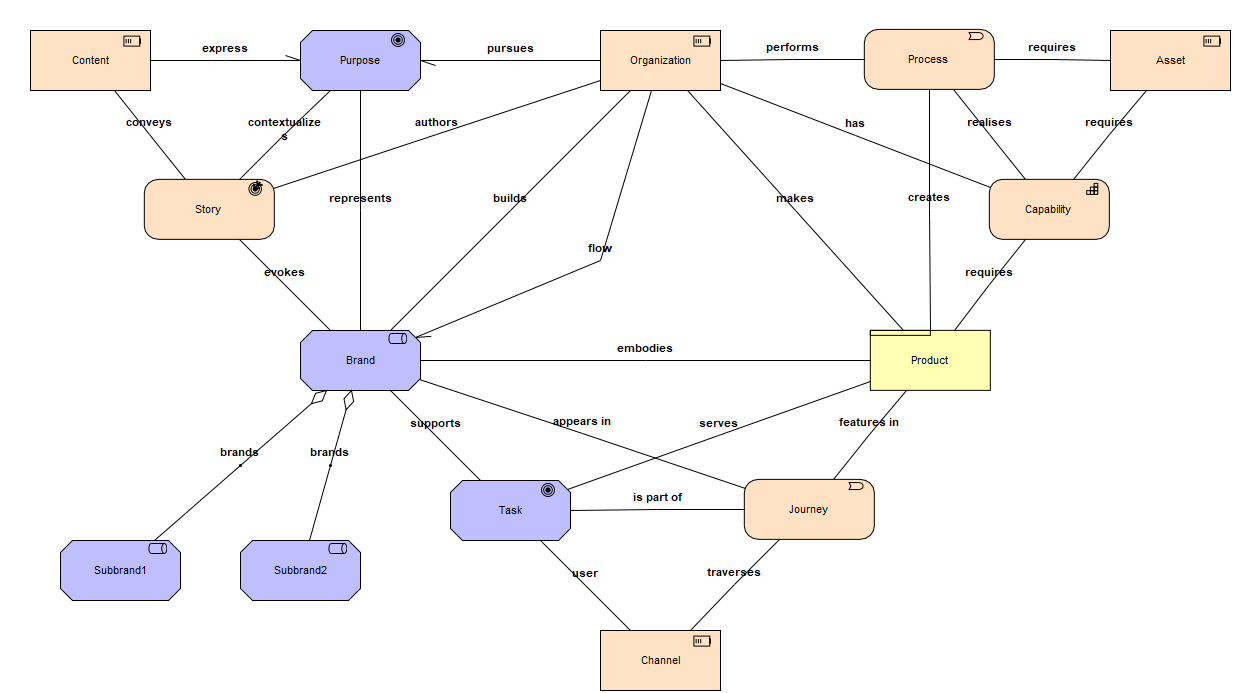 express
pursues
performs
requires
Content
Purpose
Organization
Process
Asset
conveys
contextualize
s
authors
has
realises
requires
Story
represents
builds
makes
creates
Capability
flow
evokes
requires
embodies
Brand
Product
supports
appears in
serves
features in
brands
brands
is part of
Task
Journey
Subbrand1
Subbrand2
user
traverses
Channel